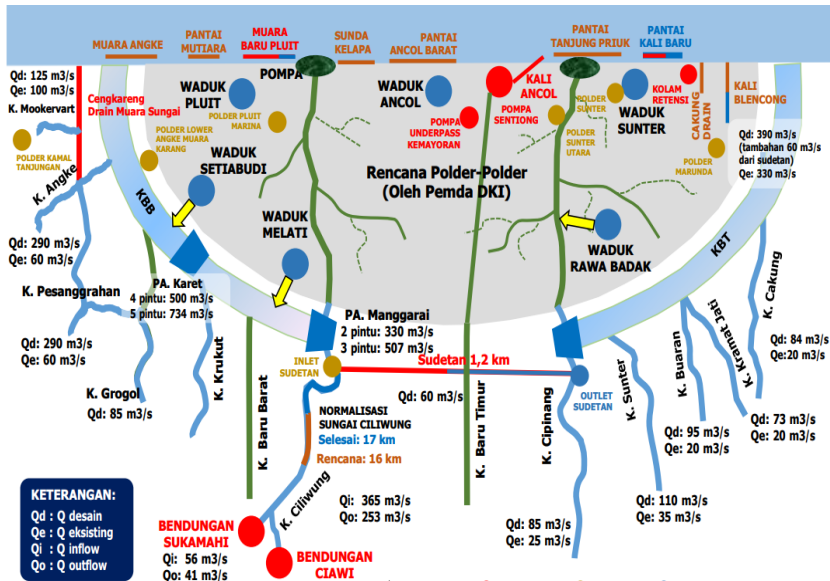 MUARA ANGKE
PANTAI
MUTIARA
MUARA
BARU PLUIT
SUNDA
KELAPA
PANTAI
ANCOL BARAT
PANTAI
TANJUNG PRIUK
PANTAI
KALI BARU
Qd: 125 m3/s
Qe: 100 m3/s
K. Mookervart
Cengkareng
Drain Muara Sungai
POLDER KAMAL
TANJUNGAN
K. Angke
POLDER LOWER
ANGKE MUARA
KARANG
WADUK
PLUIT
POMPA
POLDER PLUIT
MARINA
WADUK
SETIABUDI
WADUK
MELATI
WADUK
ANCOL
POMPA
UNDERPASS
KEMAYORAN
KALI
ANCOL
POMPA
SENTIONG
POLDER
SUNTER
POLDER
SUNTER
UTARA
WADUK
SUNTER
KOLAM
RETENSI
CAKUNG
DRAIN
KALI
BLENCONG
POLDER
MARUNDA
Qd: 390 m3/s
(tambahan 60 m3/s
dari sudetan)
Qe: 330 m3/s
Rencana Polder-Polder
(Oleh Pemda DKI)
WADUK
RAWA BADAK
KBB
KBT
Qd: 290 m3/s
Qe: 60 m3/s
K. Pesanggrahan
PA. Karet
4 pintu: 500 m3/s
5 pintu: 734 m3/s
PA. Manggarai
2 pintu: 330 m3/s
3 pintu: 507 m3/s
Qd: 290 m3/s
Qe: 60 m3/s
K. Grogol
Qd: 85 m3/s
K. Krukut
K. Baru Barat
INLET
SUDETAN
Sudetan 1,2 km
Qd: 60 m3/s
OUTLET
SUDETAN
NORMALISASI
SUNGAI CILIWUNG
Selesai: 17 km
Rencana: 16 km
K. Ciliwung
K. Baru Timur
K. Cipinang
K. Sunter
K. Buaran
K. Kramat Jati
K. Cakung
Qd: 84 m3/s
Qe:20 m3/s
Qd: 73 m3/s
Qe: 20 m3/s
Qd: 95 m3/s
Qe: 20 m3/s
Qd: 110 m3/s
Qe: 35 m3/s
Qd: 85 m3/s
Qe: 25 m3/s
Qi: 365 m3/s
Qo: 253 m3/s
BENDUNGAN
SUKAMAHI
Qi: 56 m3/s
Qo: 41 m3/s
BENDUNGAN
CIAWI
KETERANGAN:
Qd : Q desain
Qe : Q eksisting
Qi : Q inflow
Qo : Q outflow